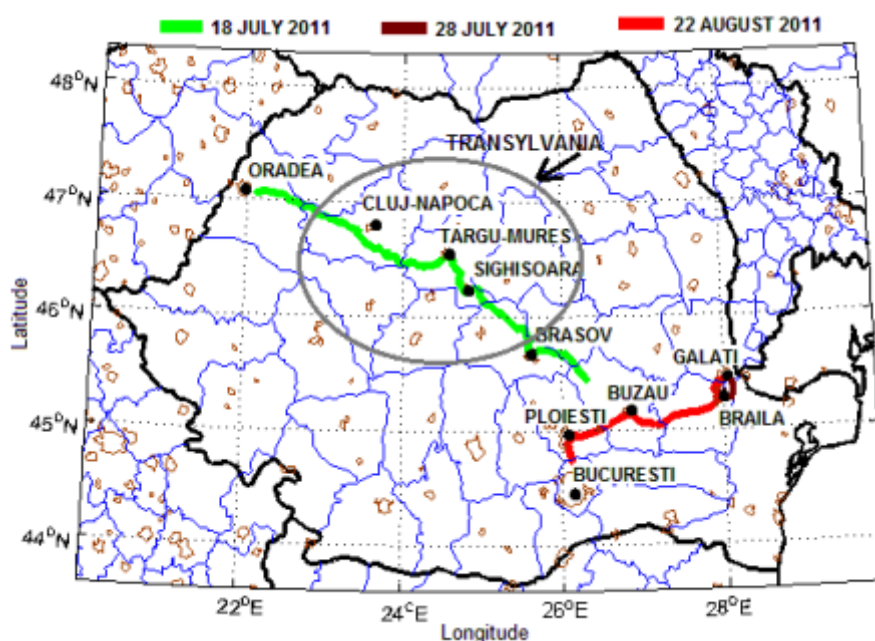 18 JULY 2011 28 JULY 2011 22 AUGUST 2011
48°N
TRANSYLVANIA
ORADEA
47°N
CLUJ-NAPOCA
TARGU-MURES
SIGHISOARA
46°N
BRASOV
GALATI
BUZAU
45°N
PLOIESTI
BRAILA
BUCURESTI
44°N
22°E 24°E 26°E 28°E
Longitude
Latitude